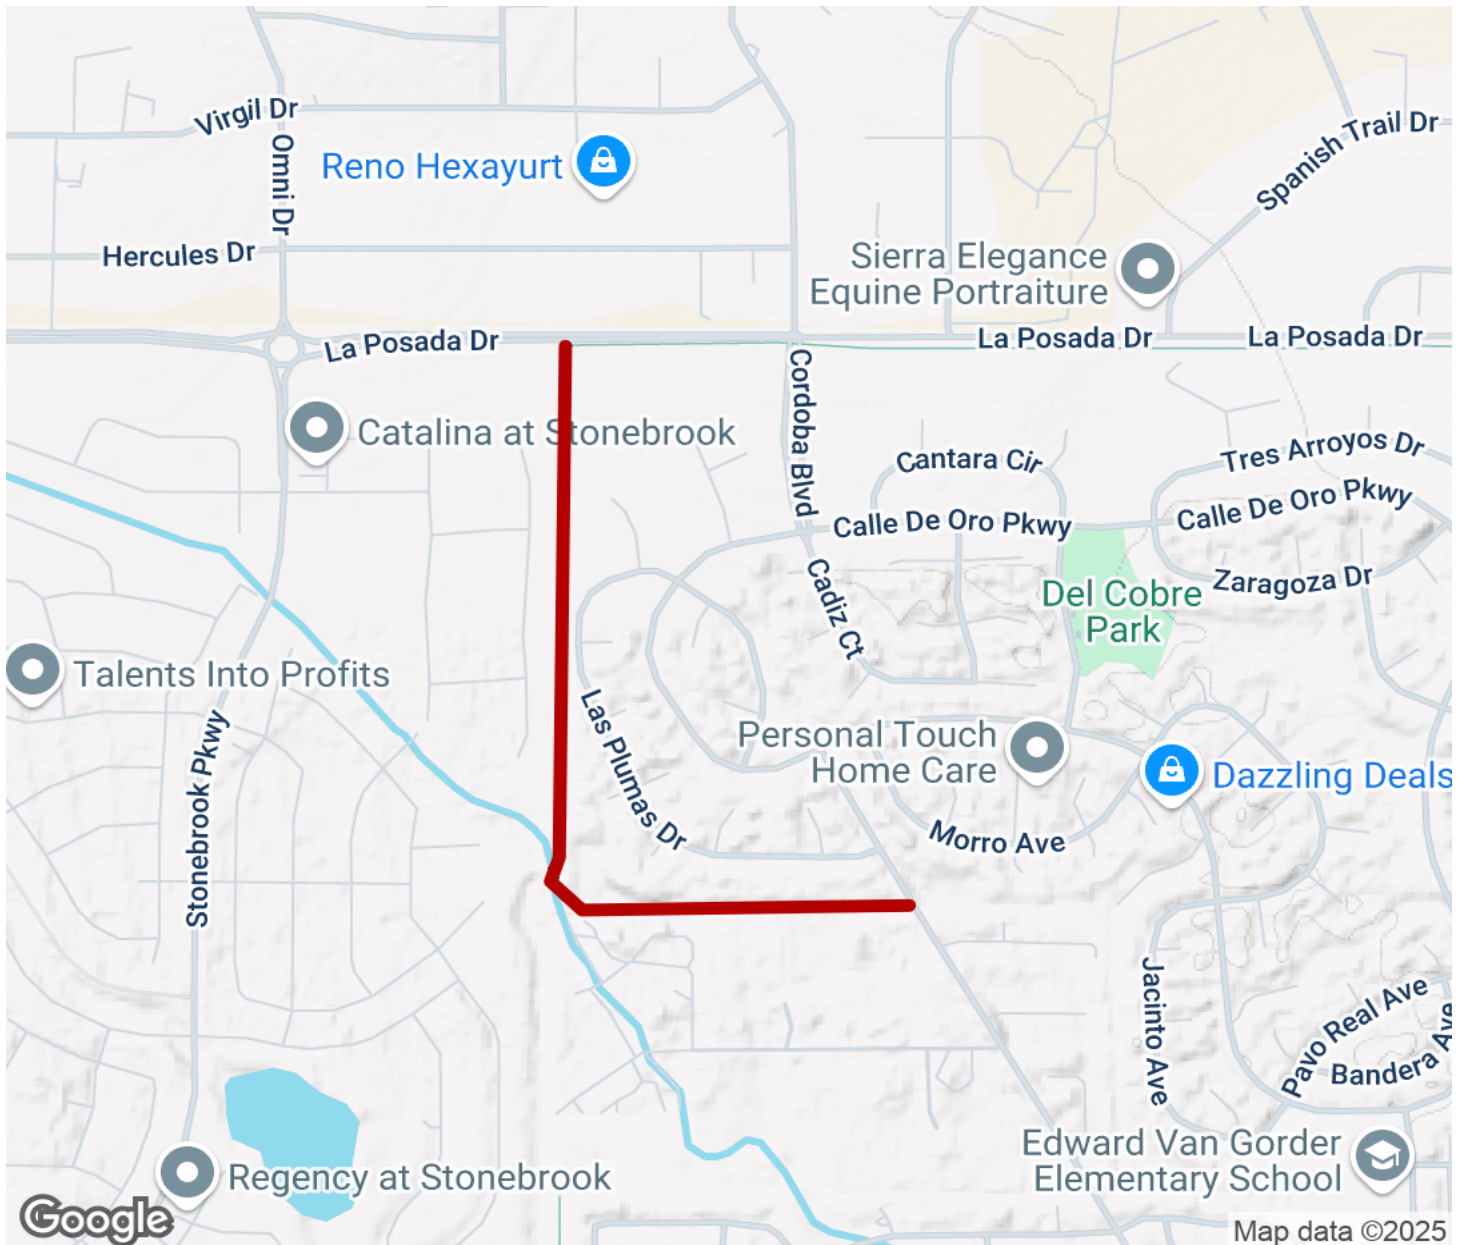 Virgil Dr
Omni Dr
Reno Hexayurt
Spanish Trail Dr
Hercules Dr
Sierra Elegance
Equine Portraiture
La Posada Dr
La Posada Dr
La Posada Dr
Catalina at Stonebrook
Cordoba Blvd
Cantara Cir
Tres Arroyos Dr
Calle De Oro Pkwy
Calle De Oro Pkwy
Cadiz Ct
Del Cobre
Park
Zaragoza Dr
Talents Into Profits
Las Plumas Dr
Stonebrook Pkwy
Personal Touch
Home Care
Dazzling Deals
Morro Ave
Jacinto Ave
Pavo Real Ave
Bandera Ave
Edward Van Gorder
Elementary School
Regency at Stonebrook
Google
Map data ©2025